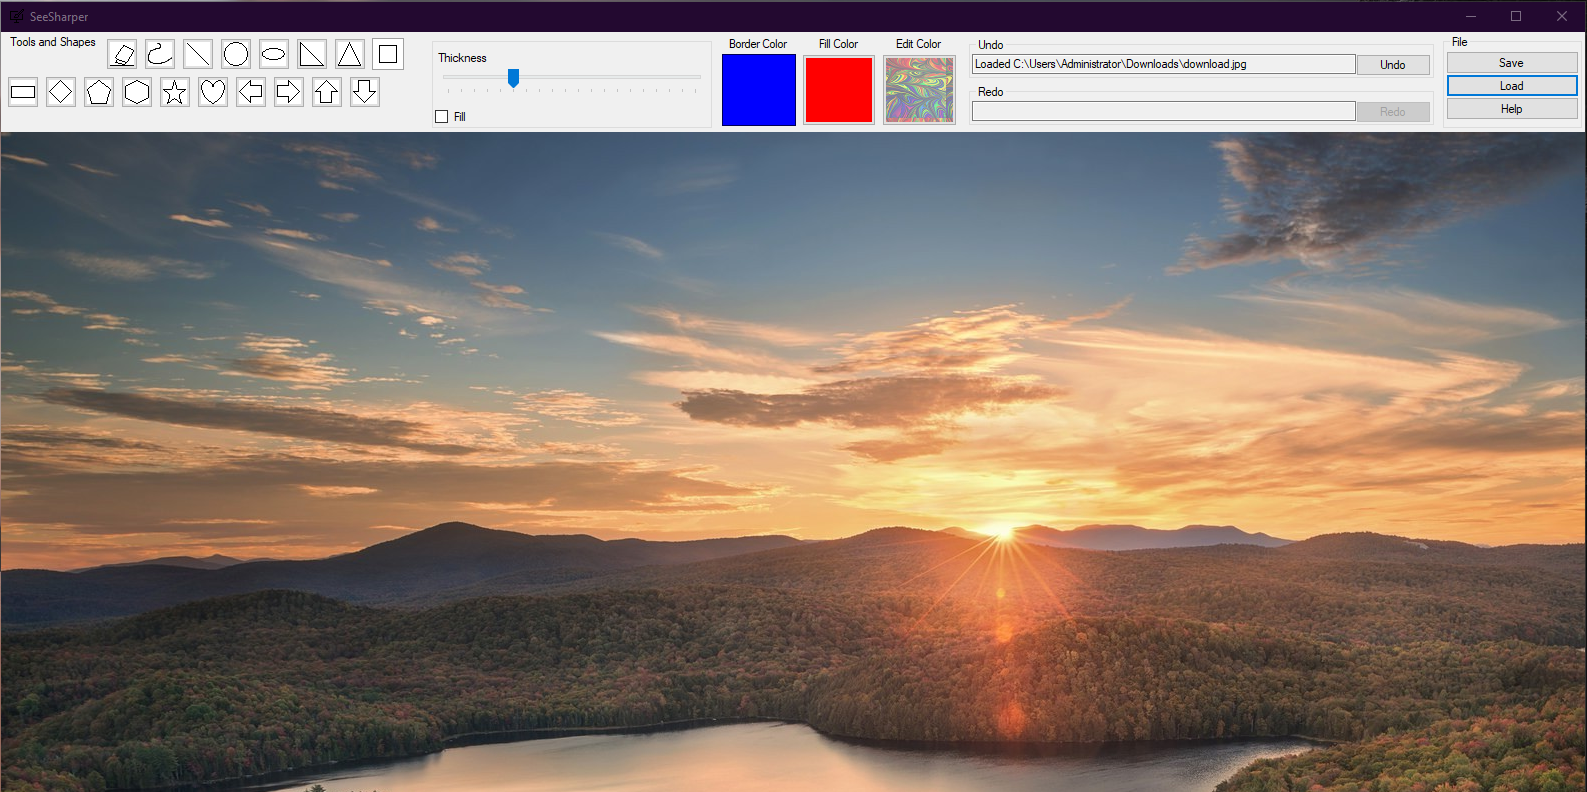 SeeSharper
Tools and Shapes
Thickness
Fill
Border Color
Fill Color
Edit Color
Undo
Loaded C:\Users\Administrator\Downloads\download.jpg
Undo
Redo
Redo
File
Save
Load
Help